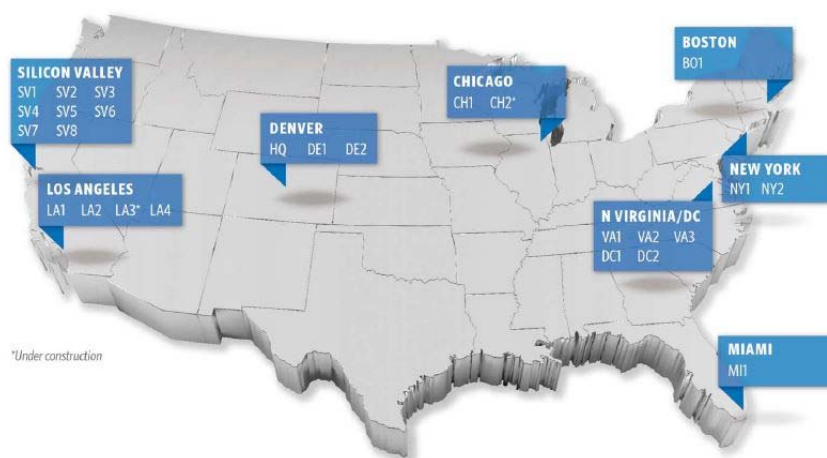 SILICON VALLEY
SV1 SV2 SV3
SV4 SV5 SV6
SV7 SV8
LOS ANGELES
LA1 LA2 LA3* LA4
DENVER
HQ DE1 DE2
CHICAGO
CH1 CH2*
BOSTON
BO1
NEW YORK
NY1 NY2
N VIRGINIA/DC
VA1 VA2 VA3
DC1 DC2
MIAMI
MI1
*Under construction